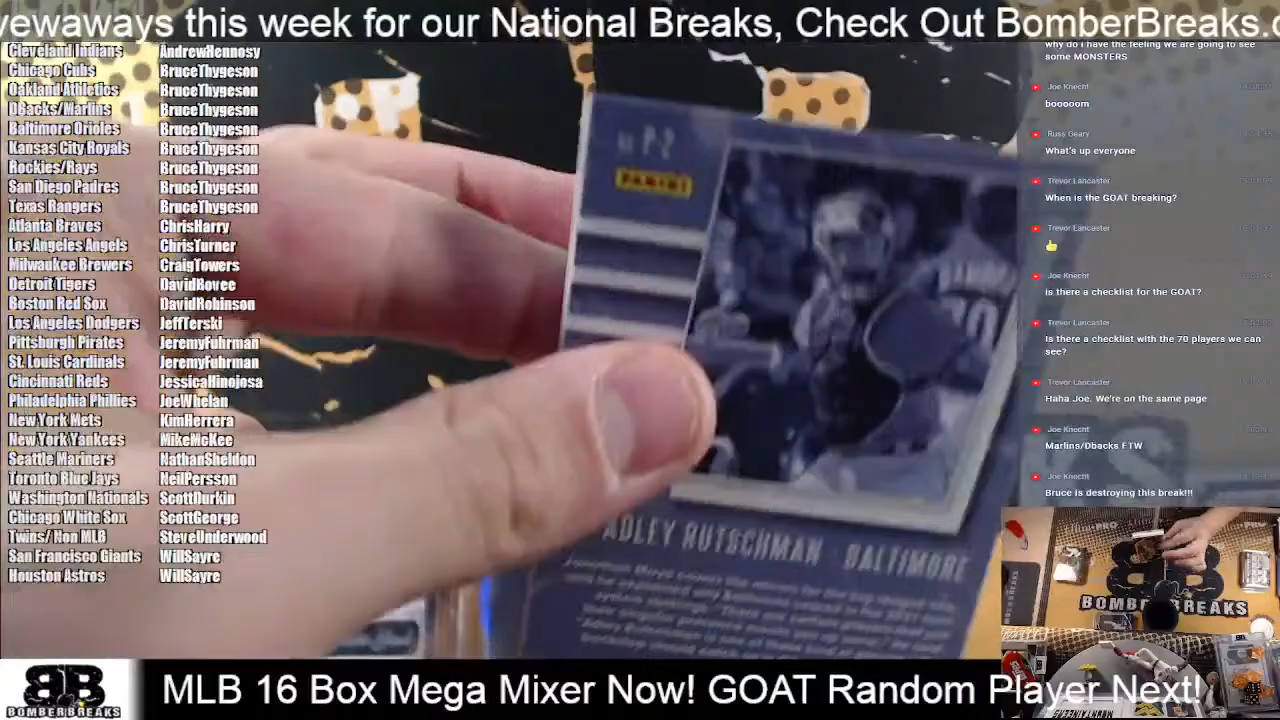 vewaways this week for our National Breaks, Check Out BomberBreaks.c
Cleveland Indians AndrewHennosy
Chicago Cubs BruceThygeson
Oakland Athletics BruceThygeson
DBacks/Marlins BruceThygeson
Baltimore Orioles BruceThygeson
Kansas City Royals BruceThygeson
Rockies/Rays BruceThygeson
San Diego Padres BruceThygeson
Texas Rangers BruceThygeson
Atlanta Braves ChrisHarry
Los Angeles Angels ChrisTurner
Milwaukee Brewers CraigTowers
Detroit Tigers DavidBovee
Boston Red Sox DavidRobinson
Los Angeles Dodgers JeffTerski
Pittsburgh Pirates JeremyFuhrman
St. Louis Cardinals JeremyFuhrman
Cincinnati Reds JessicaHinojosa
Philadelphia Phillies JoeWhelan
New York Mets KimHerrera
New York Yankees MikeMcKee
Seattle Mariners NathanSheldon
Toronto Blue Jays NeilPersson
Washington Nationals ScottDurkin
Chicago White Sox ScottGeorge
Twins/ Non MLB SteveUnderwood
San Francisco Giants WillSayre
Houston Astros WillSayre
P-2
PANINI
ADLEY RUTSCHMAN BALTIMORE
why do i have the feeling we are going to see
some MONSTERS
Joe Knecht
booooom
Russ Geary
What's up everyone
Trevor Lancaster
When is the GOAT breaking?
Trevor Lancaster
👍
Joe Knecht
is there a checklist for the GOAT?
Trevor Lancaster
Is there a checklist with the 70 players we can
see?
Trevor Lancaster
Haha Joe. We're on the same page
Joe Knecht
Marlins/Dbacks FTW
Joe Knecht
Bruce is destroying this break!!!
BOMBERBREAKS
BB
BOMBERBREAKS
MLB 16 Box Mega Mixer Now! GOAT Random Player Next!